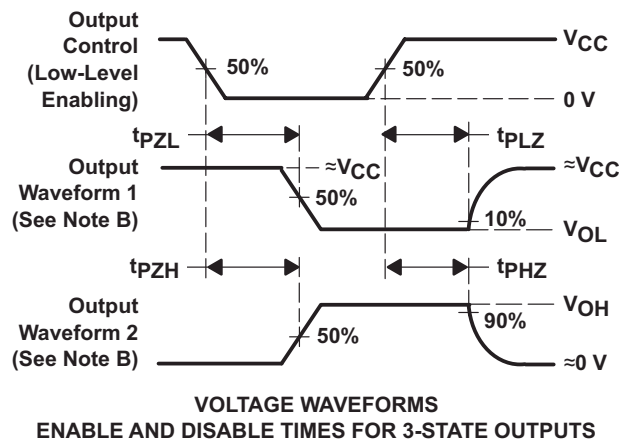 Output
Control
(Low-Level
Enabling)
50%
50%
VCC
0 V
tPZL
tPLZ
Output
Waveform 1
(See Note B)
≈VCC
50%
≈VCC
10%
VOL
tPZH
tPHZ
Output
Waveform 2
(See Note B)
50%
VOH
90%
≈0 V
VOLTAGE WAVEFORMS
ENABLE AND DISABLE TIMES FOR 3-STATE OUTPUTS